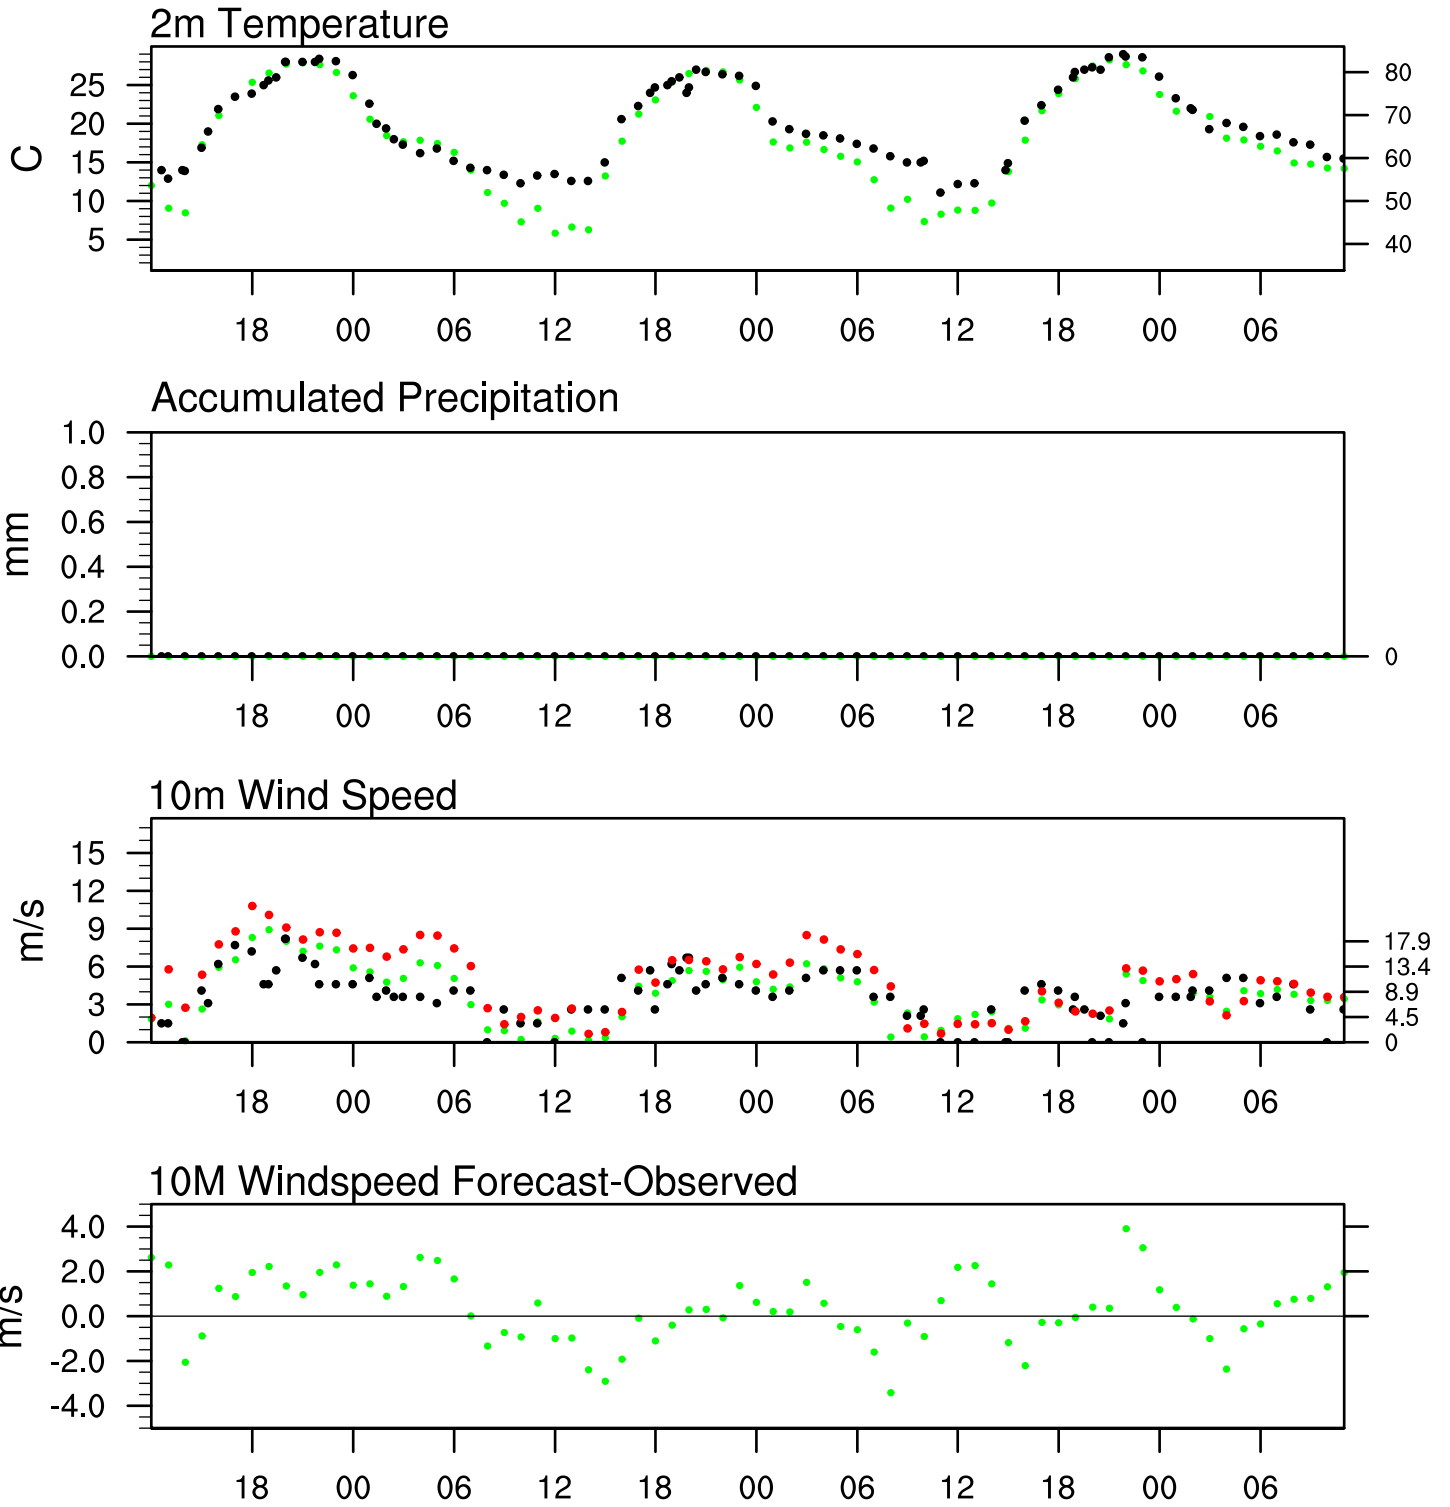 2m Temperature
25
20
15
10
5
C
80
70
60
50
40
18 00 06 12 18 00 06 12 18 00 06
Accumulated Precipitation
1.0
0.8
0.6
0.4
0.2
0.0
mm
0
18 00 06 12 18 00 06 12 18 00 06
10m Wind Speed
15
12
9
6
3
0
m/s
17.9
13.4
8.9
4.5
0
18 00 06 12 18 00 06 12 18 00 06
10M Windspeed Forecast-Observed
4.0
2.0
0.0
-2.0
-4.0
m/s
18 00 06 12 18 00 06 12 18 00 06